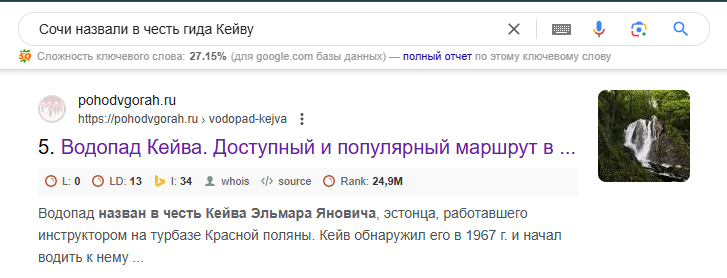 Сочи назвали в честь гида Кейву
Сложность ключевого слова: 27.15% (для google.com базы данных) — полный отчет по этому ключевому слову
pohodvgorah.ru
https://pohodvgorah.ru › vodopad-kejva
5. Водопад Кейва. Доступный и популярный маршрут в ...
L: 0 LD: 13 I: 34 whois source Rank: 24,9M
Водопад назван в честь Кейва Эльмара Яновича, эстонца, работавшего
инструктором на турбазе Красной поляны. Кейв обнаружил его в 1967 г. и начал
водить к нему ...